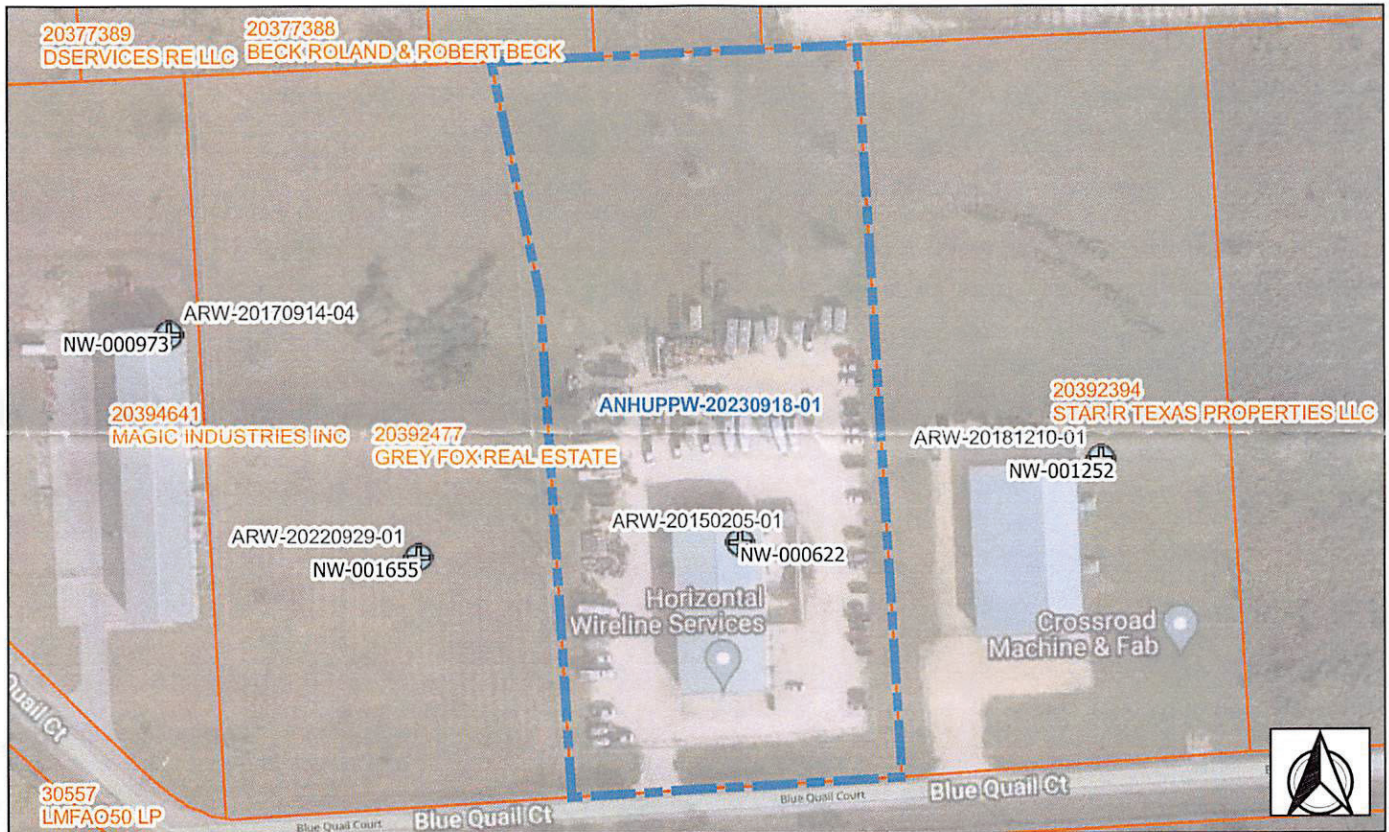 20377389
DSERVICES RE LLC
20377388
BECK ROLAND & ROBERT BECK
ARW-20170914-04
NW-000973
20394641
MAGIC INDUSTRIES INC
20392477
GREY FOX REAL ESTATE
ANHUPPW-20230918-01
20392394
STAR R TEXAS PROPERTIES LLC
ARW-20181210-01
NW-001252
ARW-20220929-01
NW-001655
ARW-20150205-01
NW-000622
Horizontal
Wireline Services
Crossroad
Machine & Fab
Quail Ct
30557
LMFAO50 LP
Blue Quail Court
Blue Quail Ct
Blue Quail Court
Blue Quail Ct